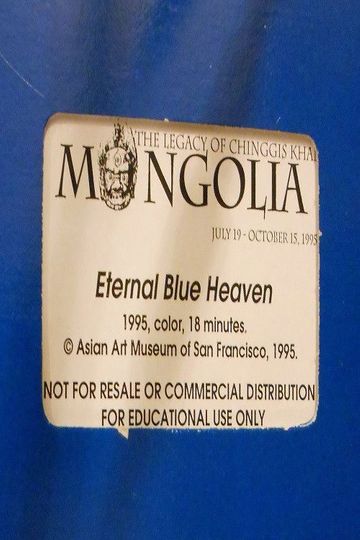 THE LEGACY OF CHINGGIS KHAN
MONGOLIA
JULY 19 - OCTOBER 15, 1995
Eternal Blue Heaven
1995, color, 18 minutes.
© Asian Art Museum of San Francisco, 1995.
NOT FOR RESALE OR COMMERCIAL DISTRIBUTION
FOR EDUCATIONAL USE ONLY